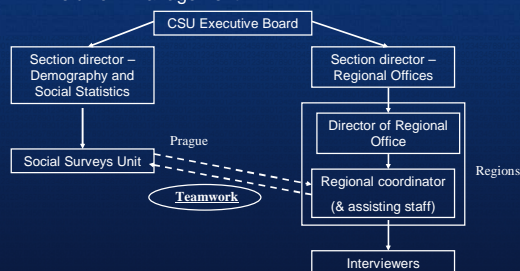 CSU Executive Board
Section director –
Demography and
Social Statistics
Section director –
Regional Offices
Director of Regional
Office
Prague
Social Surveys Unit
Regional coordinator
(& assisting staff)
Regions
Teamwork
Interviewers